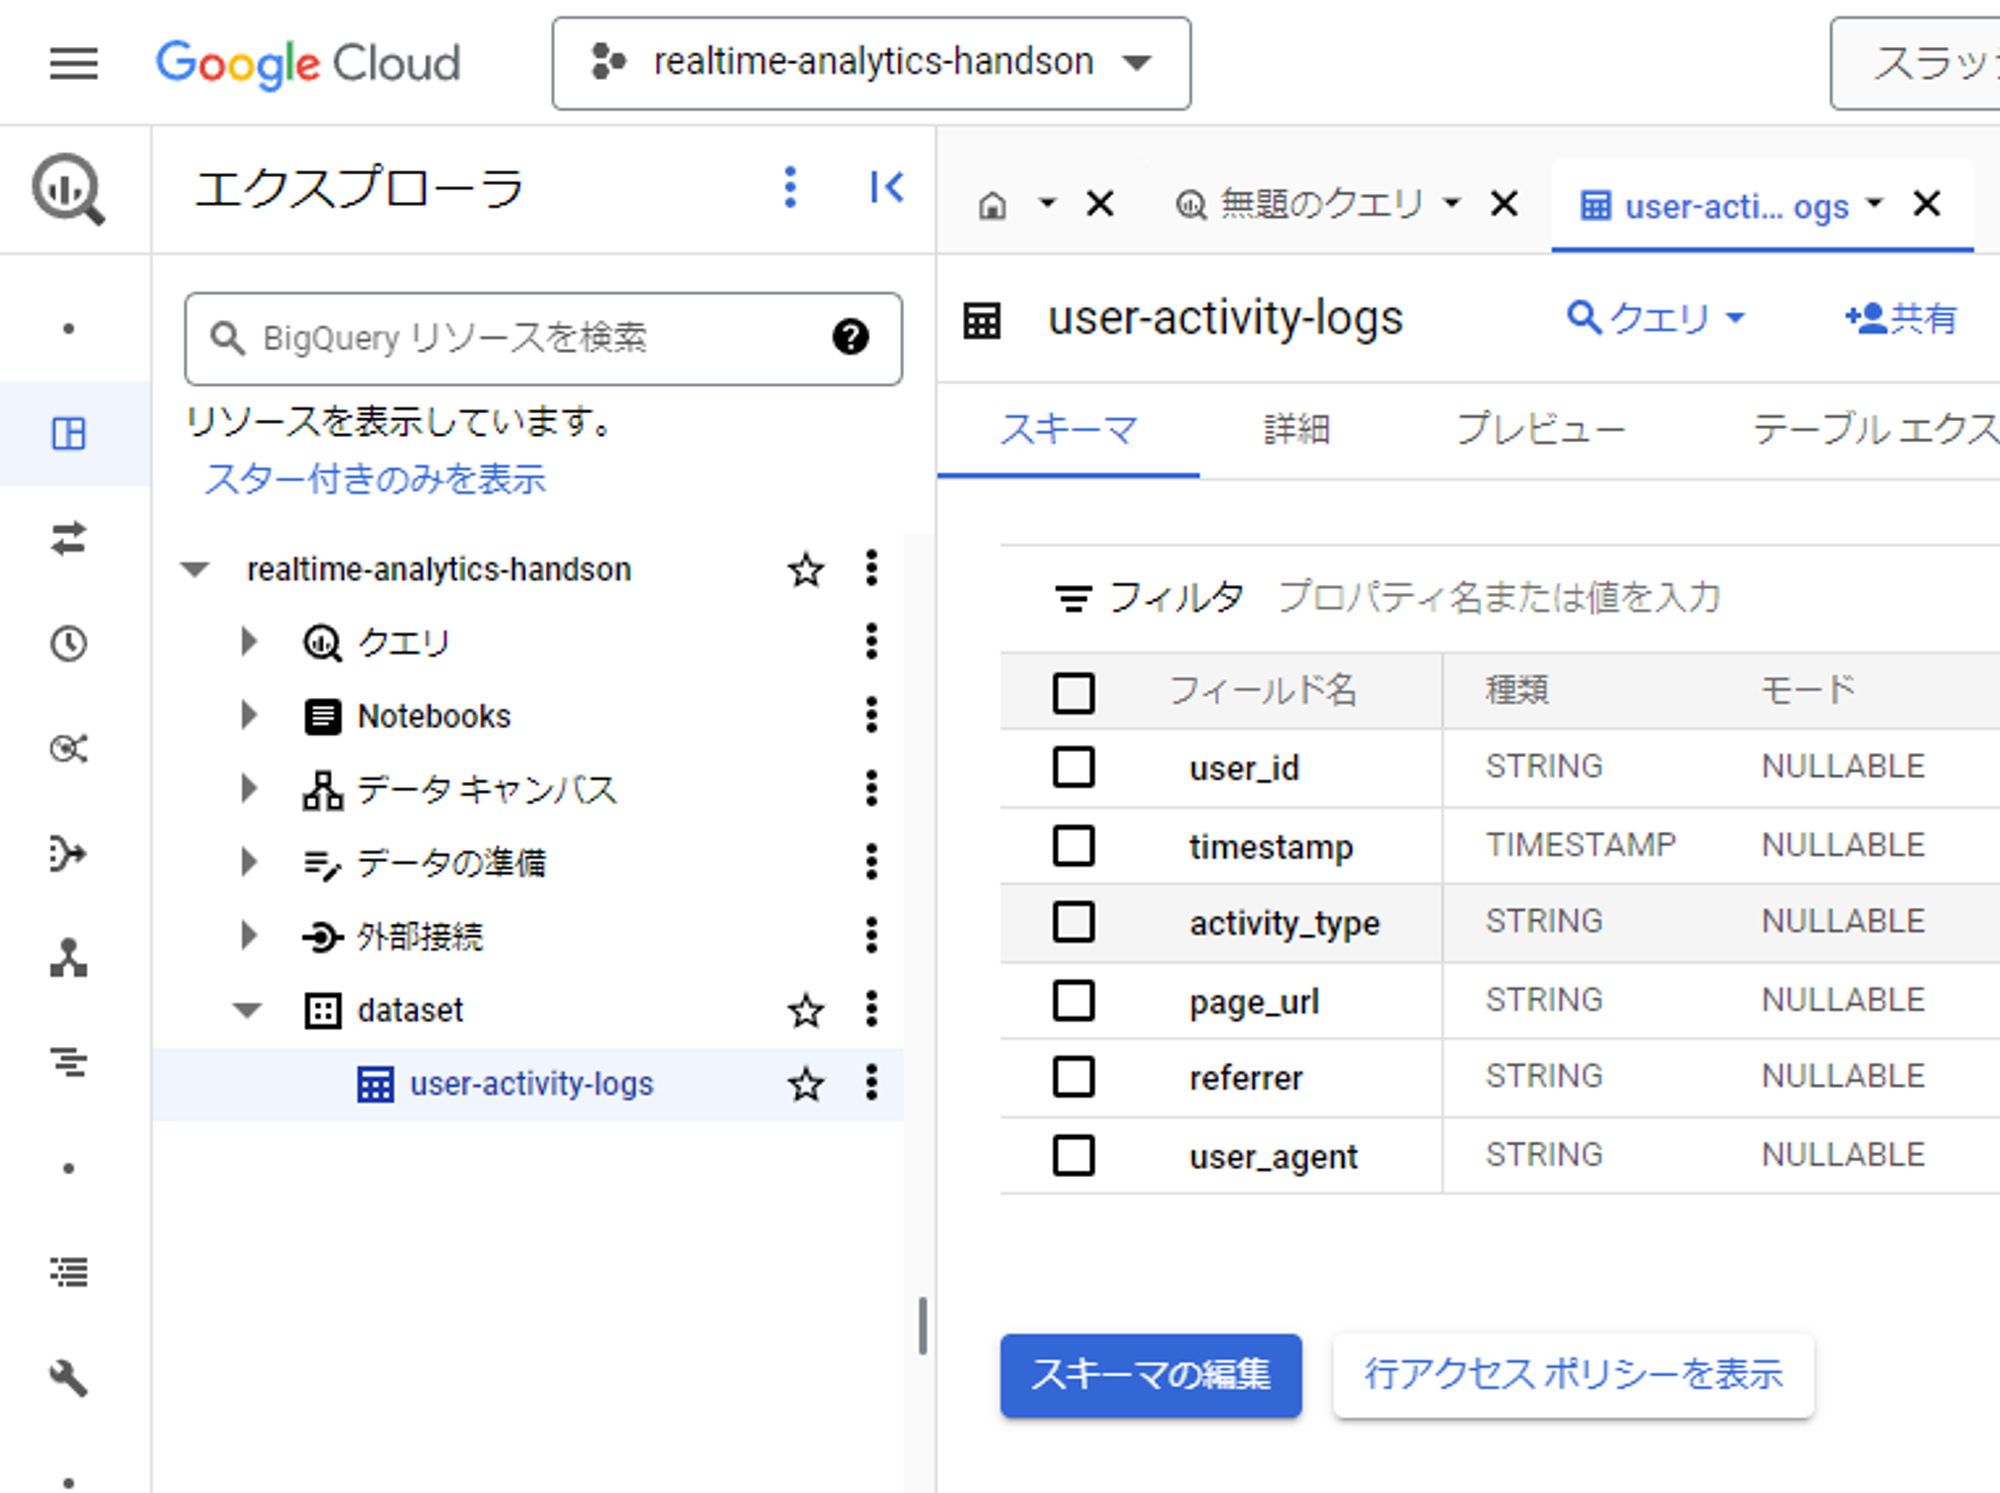 Google Cloud
realtime-analytics-handson
スラッ
エクスプローラ
無題のクエリ
user-acti... ogs
BigQuery リソースを検索
user-activity-logs
クエリ
共有
リソースを表示しています。
スター付きのみを表示
スキーマ
詳細
プレビュー
テーブル エクス
realtime-analytics-handson
クエリ
Notebooks
データ キャンバス
データの準備
外部接続
dataset
user-activity-logs
フィルタ プロパティ名または値を入力
フィールド名 種類 モード
user_id STRING NULLABLE
timestamp TIMESTAMP NULLABLE
activity_type STRING NULLABLE
page_url STRING NULLABLE
referrer STRING NULLABLE
user_agent STRING NULLABLE
スキーマの編集
行アクセス ポリシーを表示